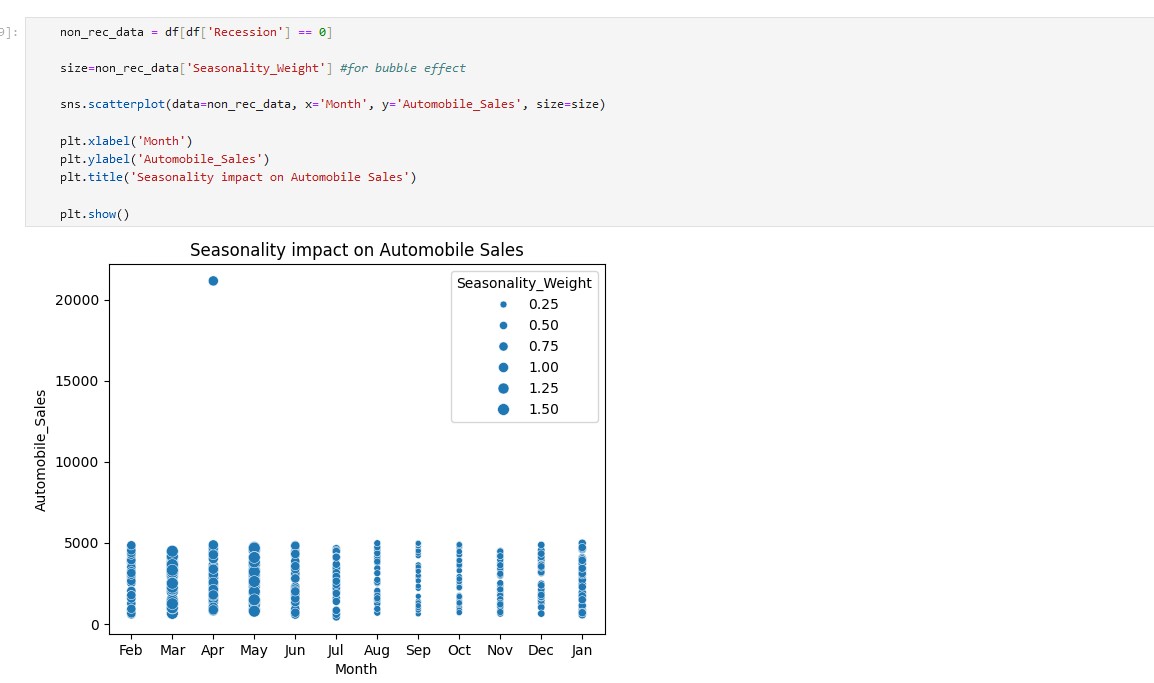 9]:
non_rec_data = df[df['Recession'] == 0]
size=non_rec_data['Seasonality_Weight'] #for bubble effect
sns.scatterplot(data=non_rec_data, x='Month', y='Automobile_Sales', size=size)
plt.xlabel('Month')
plt.ylabel('Automobile_Sales')
plt.title('Seasonality impact on Automobile Sales')
plt.show()
Seasonality impact on Automobile Sales
Seasonality_Weight
0.25
0.50
0.75
1.00
1.25
1.50
20000
15000
10000
5000
0
Automobile_Sales
Feb Mar Apr May Jun Jul Aug Sep Oct Nov Dec Jan
Month